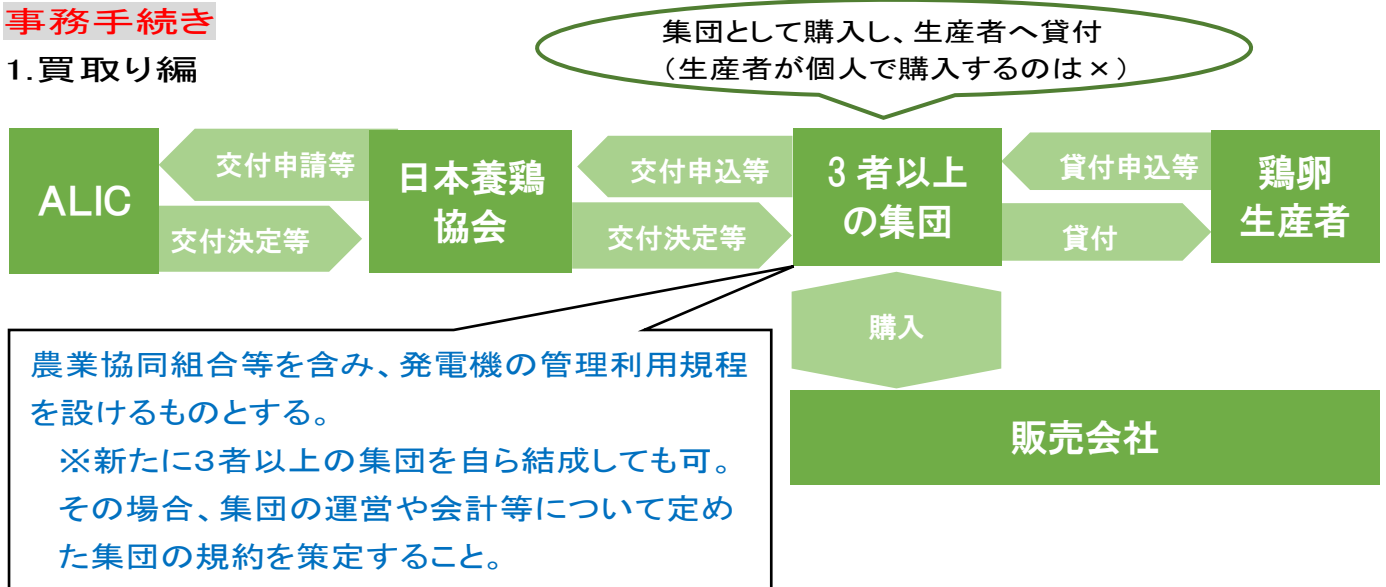 事務手続き
1.買取り編
集団として購入し、生産者へ貸付
（生産者が個人で購入するのは×）
ALIC
交付申請等
交付決定等
日本養鶏
協会
交付申込等
交付決定等
3 者以上
の集団
貸付申込等
貸付
鶏卵
生産者
購入
販売会社
農業協同組合等を含み、発電機の管理利用規程
を設けるものとする。
※新たに３者以上の集団を自ら結成しても可。
その場合、集団の運営や会計等について定め
た集団の規約を策定すること。